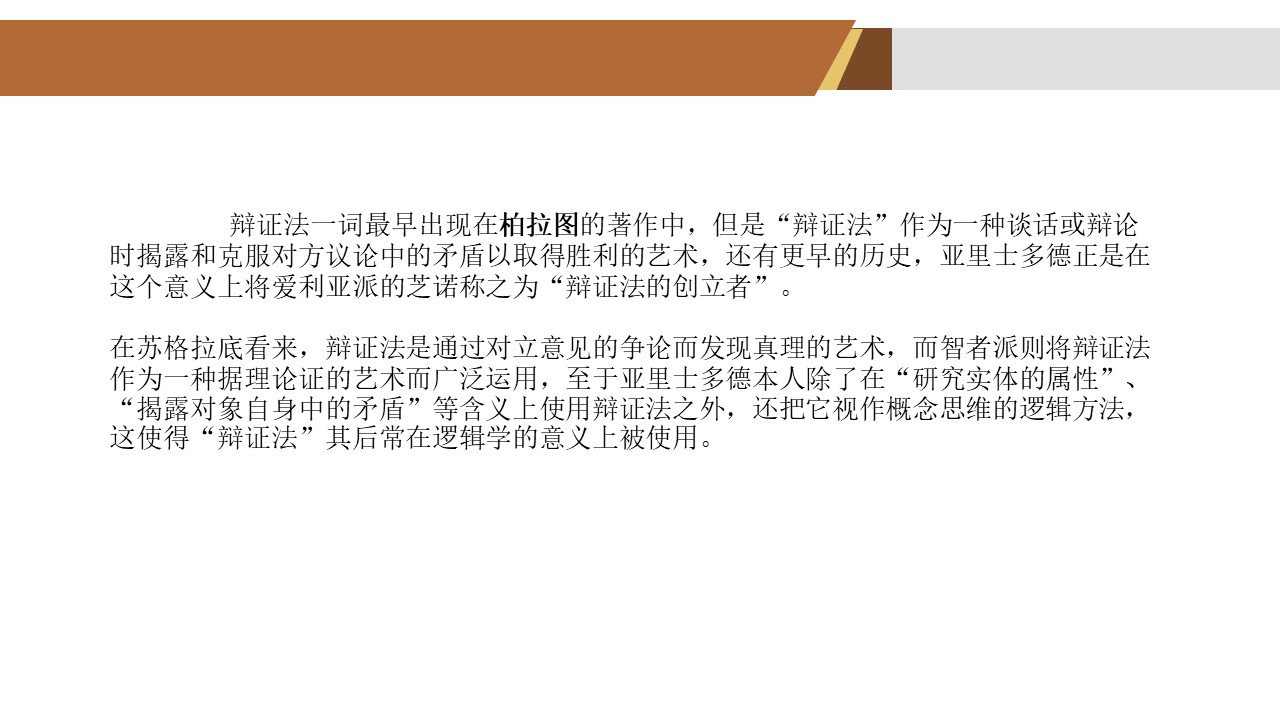 辩证法一词最早出现在柏拉图的著作中，但是“辩证法”作为一种谈话或辩论
时揭露和克服对方议论中的矛盾以取得胜利的艺术，还有更早的历史，亚里士多德正是在
这个意义上将爱利亚派的芝诺称之为“辩证法的创立者”。
在苏格拉底看来，辩证法是通过对立意见的争论而发现真理的艺术，而智者派则将辩证法
作为一种据理论证的艺术而广泛运用，至于亚里士多德本人除了在“研究实体的属性”、
“揭露对象自身中的矛盾”等含义上使用辩证法之外，还把它视作概念思维的逻辑方法，
这使得“辩证法”其后常在逻辑学的意义上被使用。